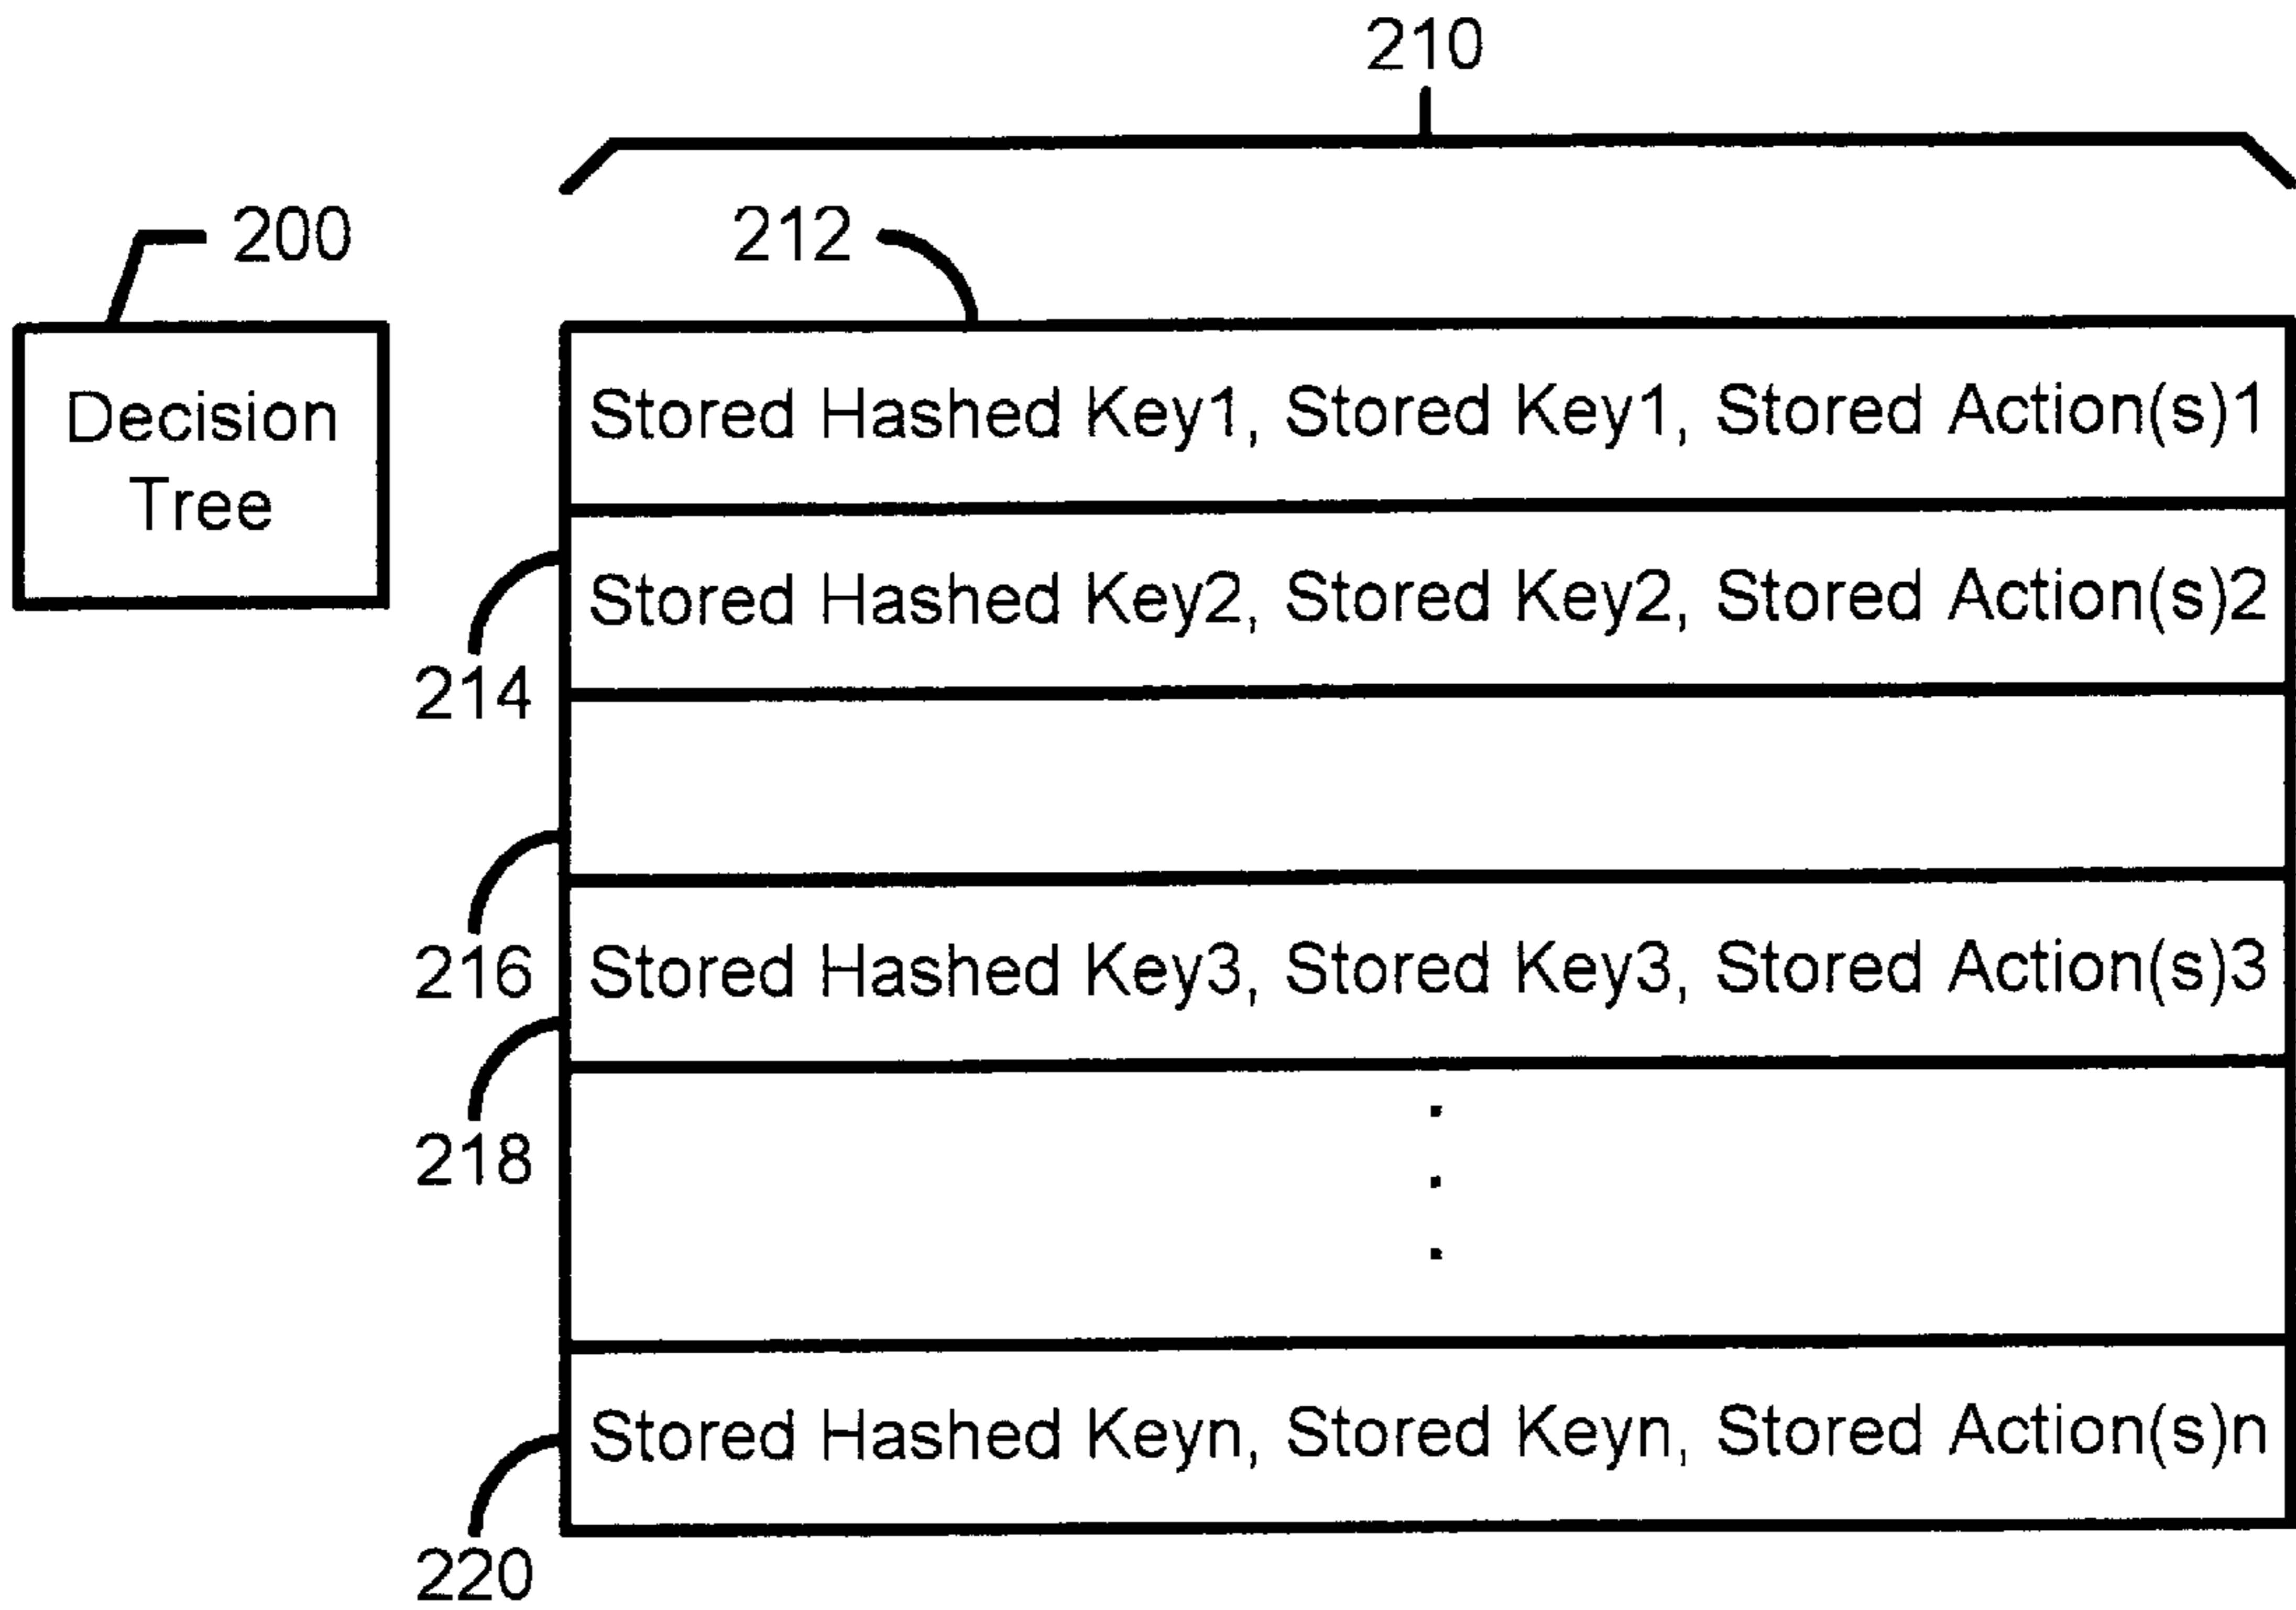 210
200
212
Decision
Tree
Stored Hashed Key1, Stored Key1, Stored Action(s)1
Stored Hashed Key2, Stored Key2, Stored Action(s)2
214
216
Stored Hashed Key3, Stored Key3, Stored Action(s)3
218
.
.
.
Stored Hashed Keyn, Stored Keyn, Stored Action(s)n
220